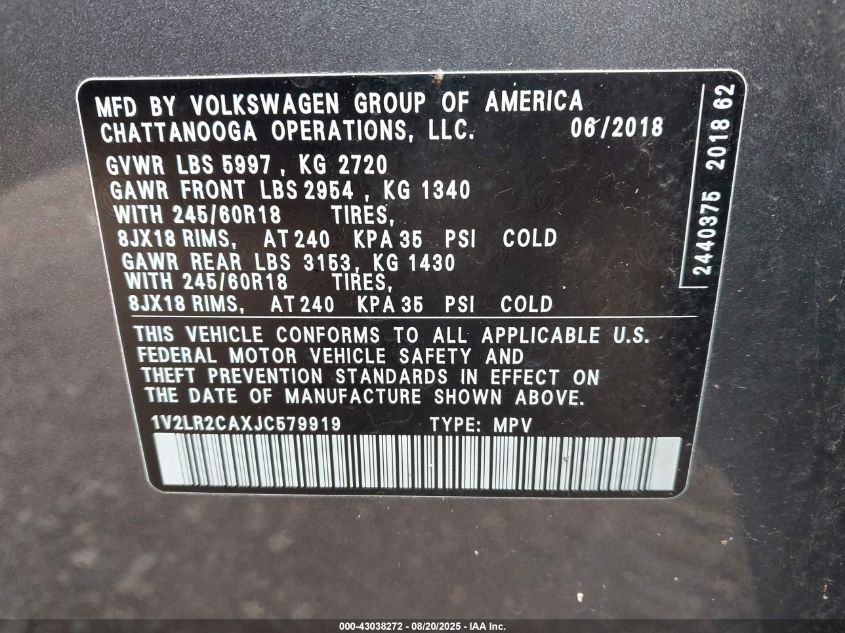 MFD BY VOLKSWAGEN GROUP OF AMERICA
CHATTANOOGA OPERATIONS, LLC. 06/2018
GVWR LBS 5997 , KG 2720
GAWR FRONT LBS 2954 , KG 1340
WITH 245/60R18 TIRES,
8JX18 RIMS, AT 240 KPA 35 PSI COLD
GAWR REAR LBS 3153, KG 1430
WITH 245/60R18 TIRES,
8JX18 RIMS, AT 240 KPA 35 PSI COLD
THIS VEHICLE CONFORMS TO ALL APPLICABLE U.S.
FEDERAL MOTOR VEHICLE SAFETY AND
THEFT PREVENTION STANDARDS IN EFFECT ON
THE DATE OF MANUFACTURE SHOWN ABOVE.
1V2LR2CAXJC579919 TYPE: MPV
2440375 2018 62
000-43038272 - 08/20/2025 - IAA Inc.